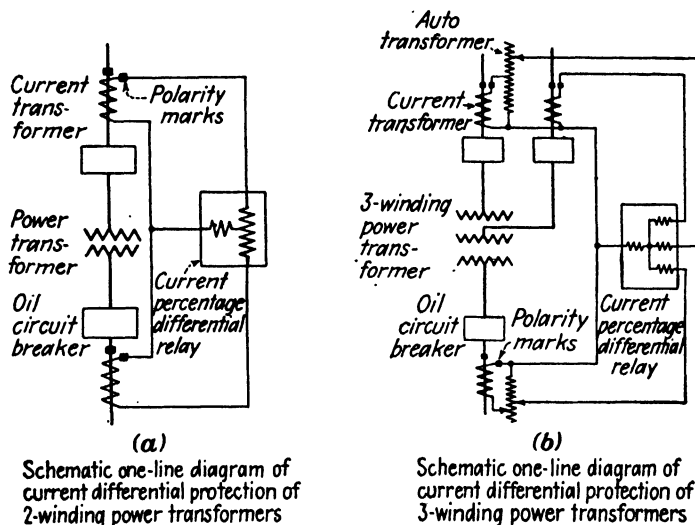 Current
trans-
former
Polarity
marks
Power
trans-
former
Oil
circuit
breaker
Current
percentage
differential
relay
(a)
Schematic one-line diagram of
current differential protection of
2-winding power transformers
Auto
transformer
Current
transformer
3-winding
power
trans-
former
Oil
circuit
breaker
Polarity
marks
Current
percentage
differential
relay
(b)
Schematic one-line diagram of
current differential protection of
3-winding power transformers